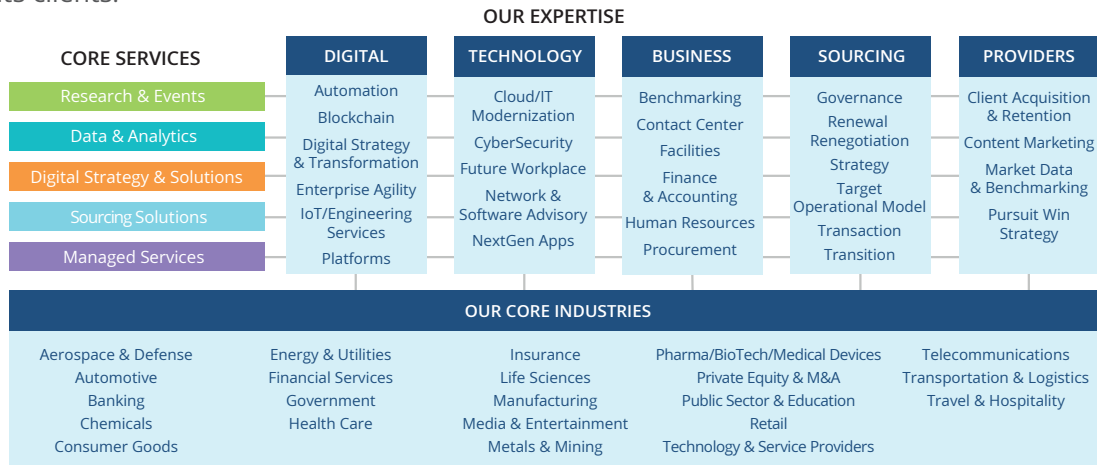 its clients.
OUR EXPERTISE
CORE SERVICES
Research & Events
Data & Analytics
Digital Strategy & Solutions
Sourcing Solutions
Managed Services
DIGITAL
Automation
Blockchain
Digital Strategy
& Transformation
Enterprise Agility
IoT/Engineering
Services
Platforms
TECHNOLOGY
Cloud/IT
Modernization
CyberSecurity
Future Workplace
Network &
Software Advisory
NextGen Apps
BUSINESS
Benchmarking
Contact Center
Facilities
Finance
& Accounting
Human Resources
Procurement
SOURCING
Governance
Renewal
Renegotiation
Strategy
Target
Operational Model
Transaction
Transition
PROVIDERS
Client Acquisition
& Retention
Content Marketing
Market Data
& Benchmarking
Pursuit Win
Strategy
OUR CORE INDUSTRIES
Aerospace & Defense
Automotive
Banking
Chemicals
Consumer Goods
Energy & Utilities
Financial Services
Government
Health Care
Insurance
Life Sciences
Manufacturing
Media & Entertainment
Metals & Mining
Pharma/BioTech/Medical Devices
Private Equity & M&A
Public Sector & Education
Retail
Technology & Service Providers
Telecommunications
Transportation & Logistics
Travel & Hospitality